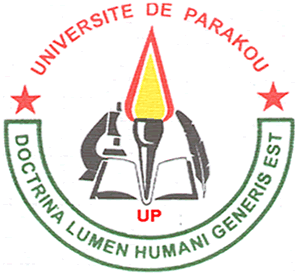 UNIVERSITE DE PARAKOU
UP
DOCTRINA LUMEN HUMANI GENERIS EST